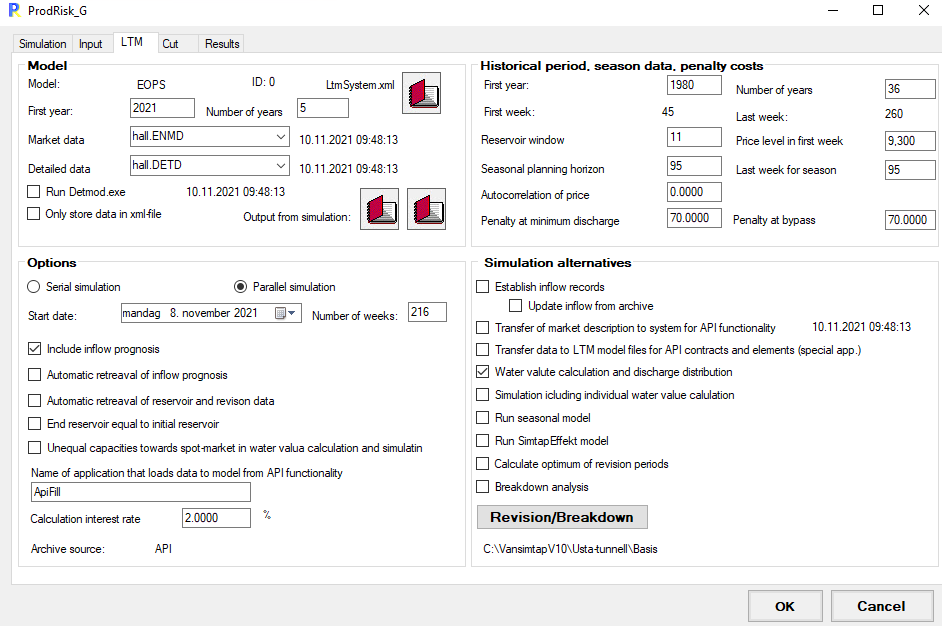 ProdRisk_G
Simulation Input LTM Cut Results
Model
Model: EOPS ID: 0 LtmSystem.xml
First year: 2021 Number of years 5
Market data hall.ENMD 10.11.2021 09:48:13
Detailed data hall.DETD 10.11.2021 09:48:13
Run Detmod.exe 10.11.2021 09:48:13
Only store data in xml-file Output from simulation:
Historical period, season data, penalty costs
First year: 1980 Number of years 36
First week: 45 Last week: 260
Reservoir window 11 Price level in first week 9,300
Seasonal planning horizon 95 Last week for season 95
Autocorrelation of price 0.0000
Penalty at minimum discharge 70.0000 Penalty at bypass 70.0000
Options
Serial simulation Parallel simulation
Start date: mandag 8. november 2021 Number of weeks: 216
Include inflow prognosis
Automatic retreaval of inflow prognosis
Automatic retreaval of reservoir and revison data
End reservoir equal to initial reservoir
Unequal capacities towards spot-market in water valua calculation and simulatin
Name of application that loads data to model from API functionality
ApiFill
Calculation interest rate 2.0000 %
Archive source: API
Simulation alternatives
Establish inflow records
Update inflow from archive
Transfer of market description to system for API functionality 10.11.2021 09:48:13
Transfer data to LTM model files for API contracts and elements (special app.)
Water valute calculation and discharge distribution
Simulation icluding individual water value calulation
Run seasonal model
Run SimtapEffekt model
Calculate optimum of revision periods
Breakdown analysis
Revision/Breakdown
C:\VansimtapV10\Usta-tunnell\Basis
OK Cancel